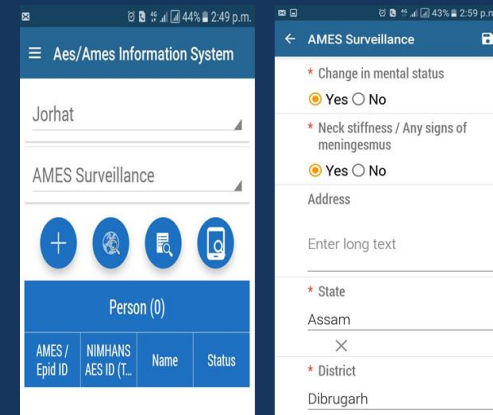 44% 2:49 p.m.
Aes/Ames Information System
Jorhat
AMES Surveillance
Person (0)
AMES / Epid ID
NIMHANS AES ID (T...
Name
Status
43% 2:59 p.m
AMES Surveillance
* Change in mental status
Yes No
* Neck stiffness / Any signs of
meningesmus
Yes No
Address
Enter long text
* State
Assam
* District
Dibrugarh